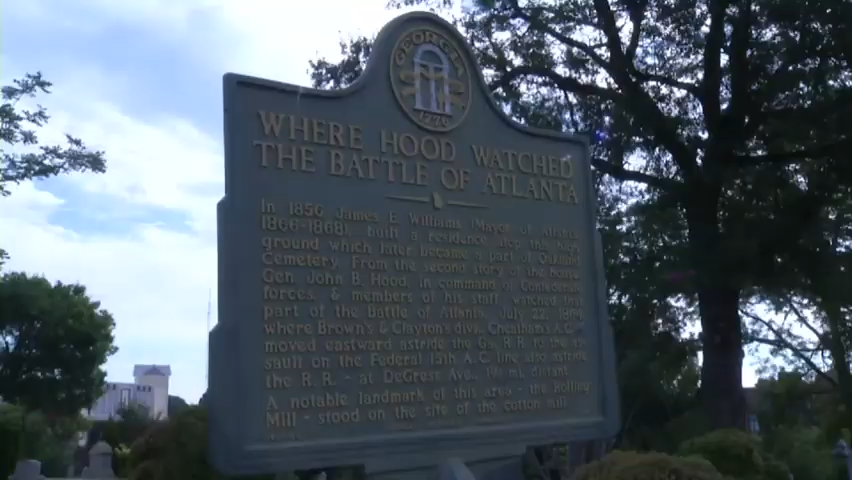 GEORGIA
1776
WHERE HOOD WATCHED
THE BATTLE OF ATLANTA
In 1856 James E. Williams, (Mayor of Atlanta,
1866-1868), built a residence atop this high
ground which later became a part of Oakland
Cemetery. From the second story of the house
Gen. John B. Hood, in command of Confederate
forces, & members of his staff, watched that
part of the Battle of Atlanta, July 22, 1864
where Brown's & Clayton's divs., Cheatham's A.C.
moved eastward astride the Ga. R.R. to the as-
sault on the Federal 15th A.C. line also astride
the R.R. - at DeGress Ave., mi. distant.
A notable landmark of this area - the Rolling
Mill - stood on the site of the cotton mill.